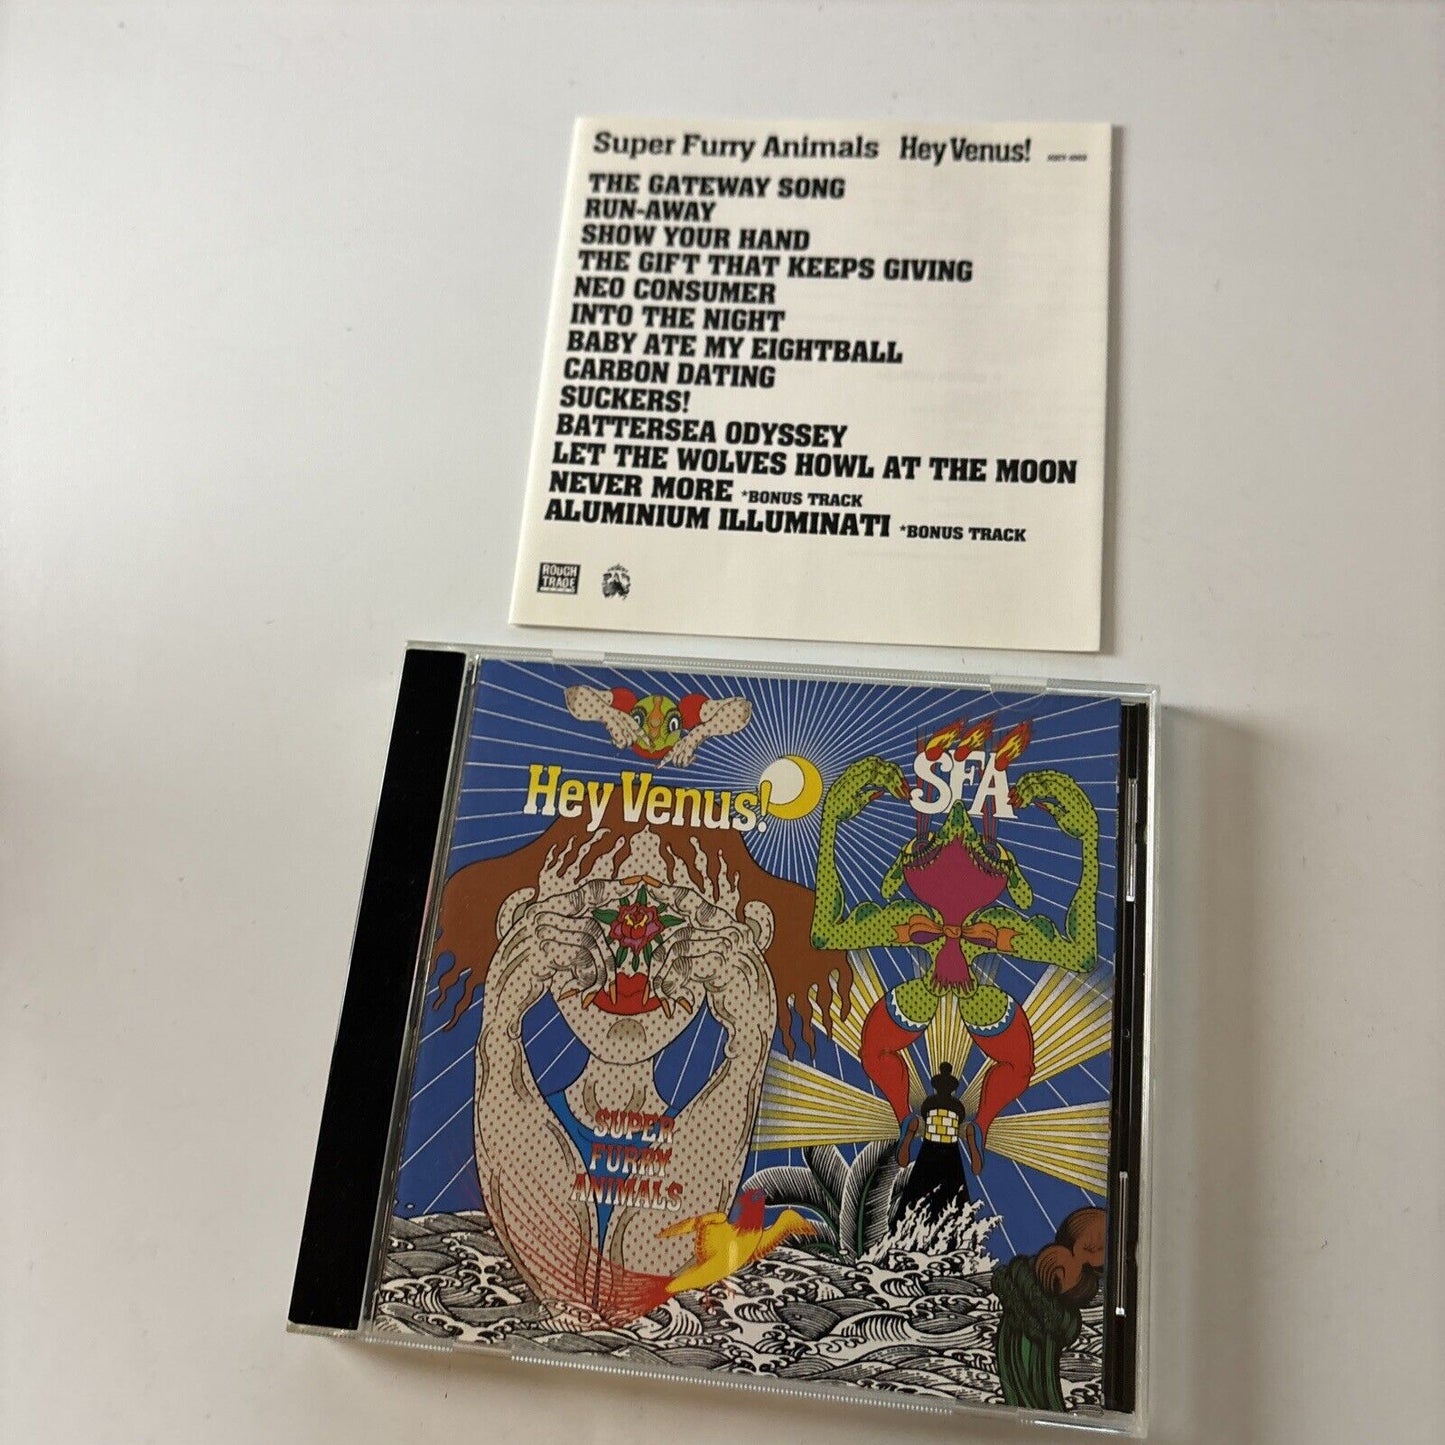 Super Furry Animals Hey Venus!
THE GATEWAY SONG
RUN-AWAY
SHOW YOUR HAND
THE GIFT THAT KEEPS GIVING
NEO CONSUMER
INTO THE NIGHT
BABY ATE MY EIGHTBALL
CARBON DATING
SUCKERS!
BATTERSEA ODYSSEY
LET THE WOLVES HOWL AT THE MOON
NEVER MORE *BONUS TRACK
ALUMINIUM ILLUMINATI *BONUS TRACK
ROUGH
TRADE
SFA
Hey Venus!
SUPER
FURRY
ANIMALS